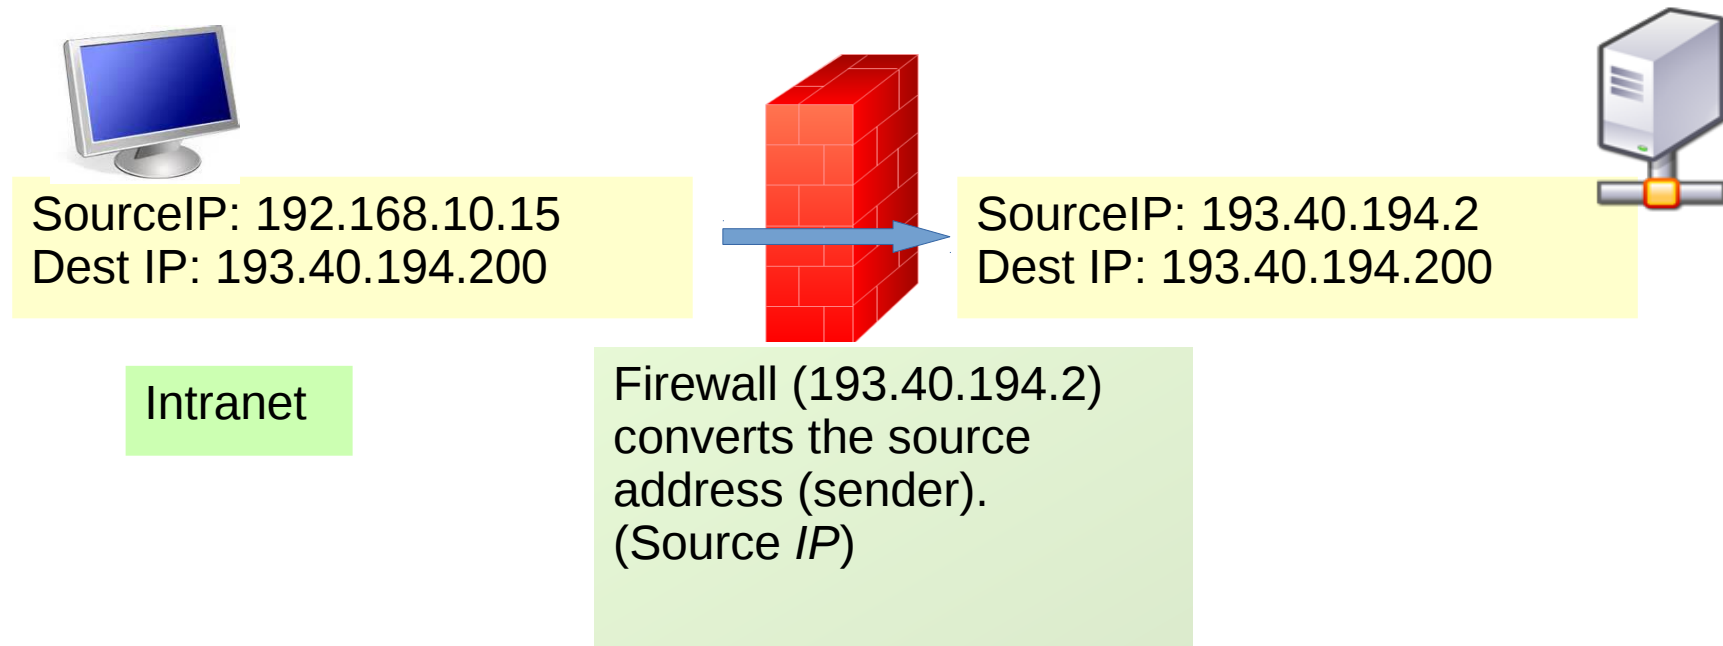 SourceIP: 192.168.10.15
Dest IP: 193.40.194.200
SourceIP: 193.40.194.2
Dest IP: 193.40.194.200
Intranet
Firewall (193.40.194.2)
converts the source
address (sender).
(Source IP)